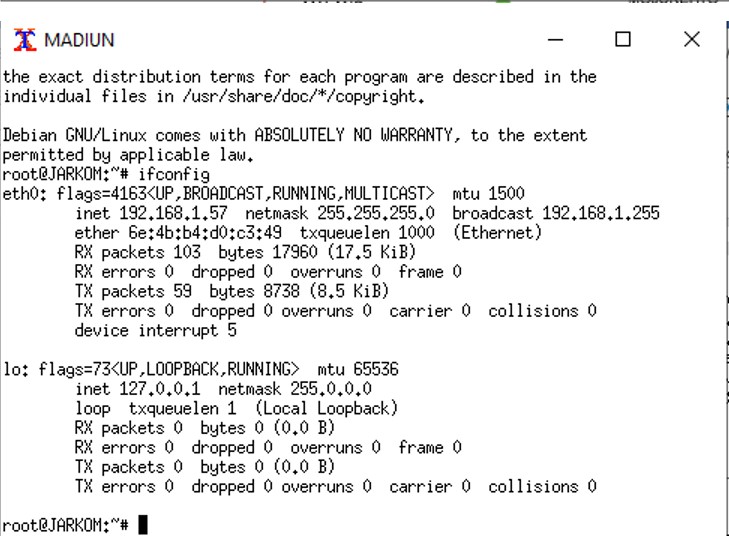 MADIUN
the exact distribution terms for each program are described in the
individual files in /usr/share/doc/*/copyright.
Debian GNU/Linux comes with ABSOLUTELY NO WARRANTY, to the extent
permitted by applicable law.
root@JARKOM:~# ifconfig
eth0: flags=4163<UP,BROADCAST,RUNNING,MULTICAST>  mtu 1500
        inet 192.168.1.57  netmask 255.255.255.0  broadcast 192.168.1.255
        ether 6e:4b:b4:d0:c3:49  txqueuelen 1000  (Ethernet)
        RX packets 103  bytes 17960 (17.5 KiB)
        RX errors 0  dropped 0  overruns 0  frame 0
        TX packets 59  bytes 8738 (8.5 KiB)
        TX errors 0  dropped 0 overruns 0  carrier 0  collisions 0
        device interrupt 5
lo: flags=73<UP,LOOPBACK,RUNNING>  mtu 65536
        inet 127.0.0.1  netmask 255.0.0.0
        loop  txqueuelen 1  (Local Loopback)
        RX packets 0  bytes 0 (0.0 B)
        RX errors 0  dropped 0  overruns 0  frame 0
        TX packets 0  bytes 0 (0.0 B)
        TX errors 0  dropped 0 overruns 0  carrier 0  collisions 0
root@JARKOM:~#